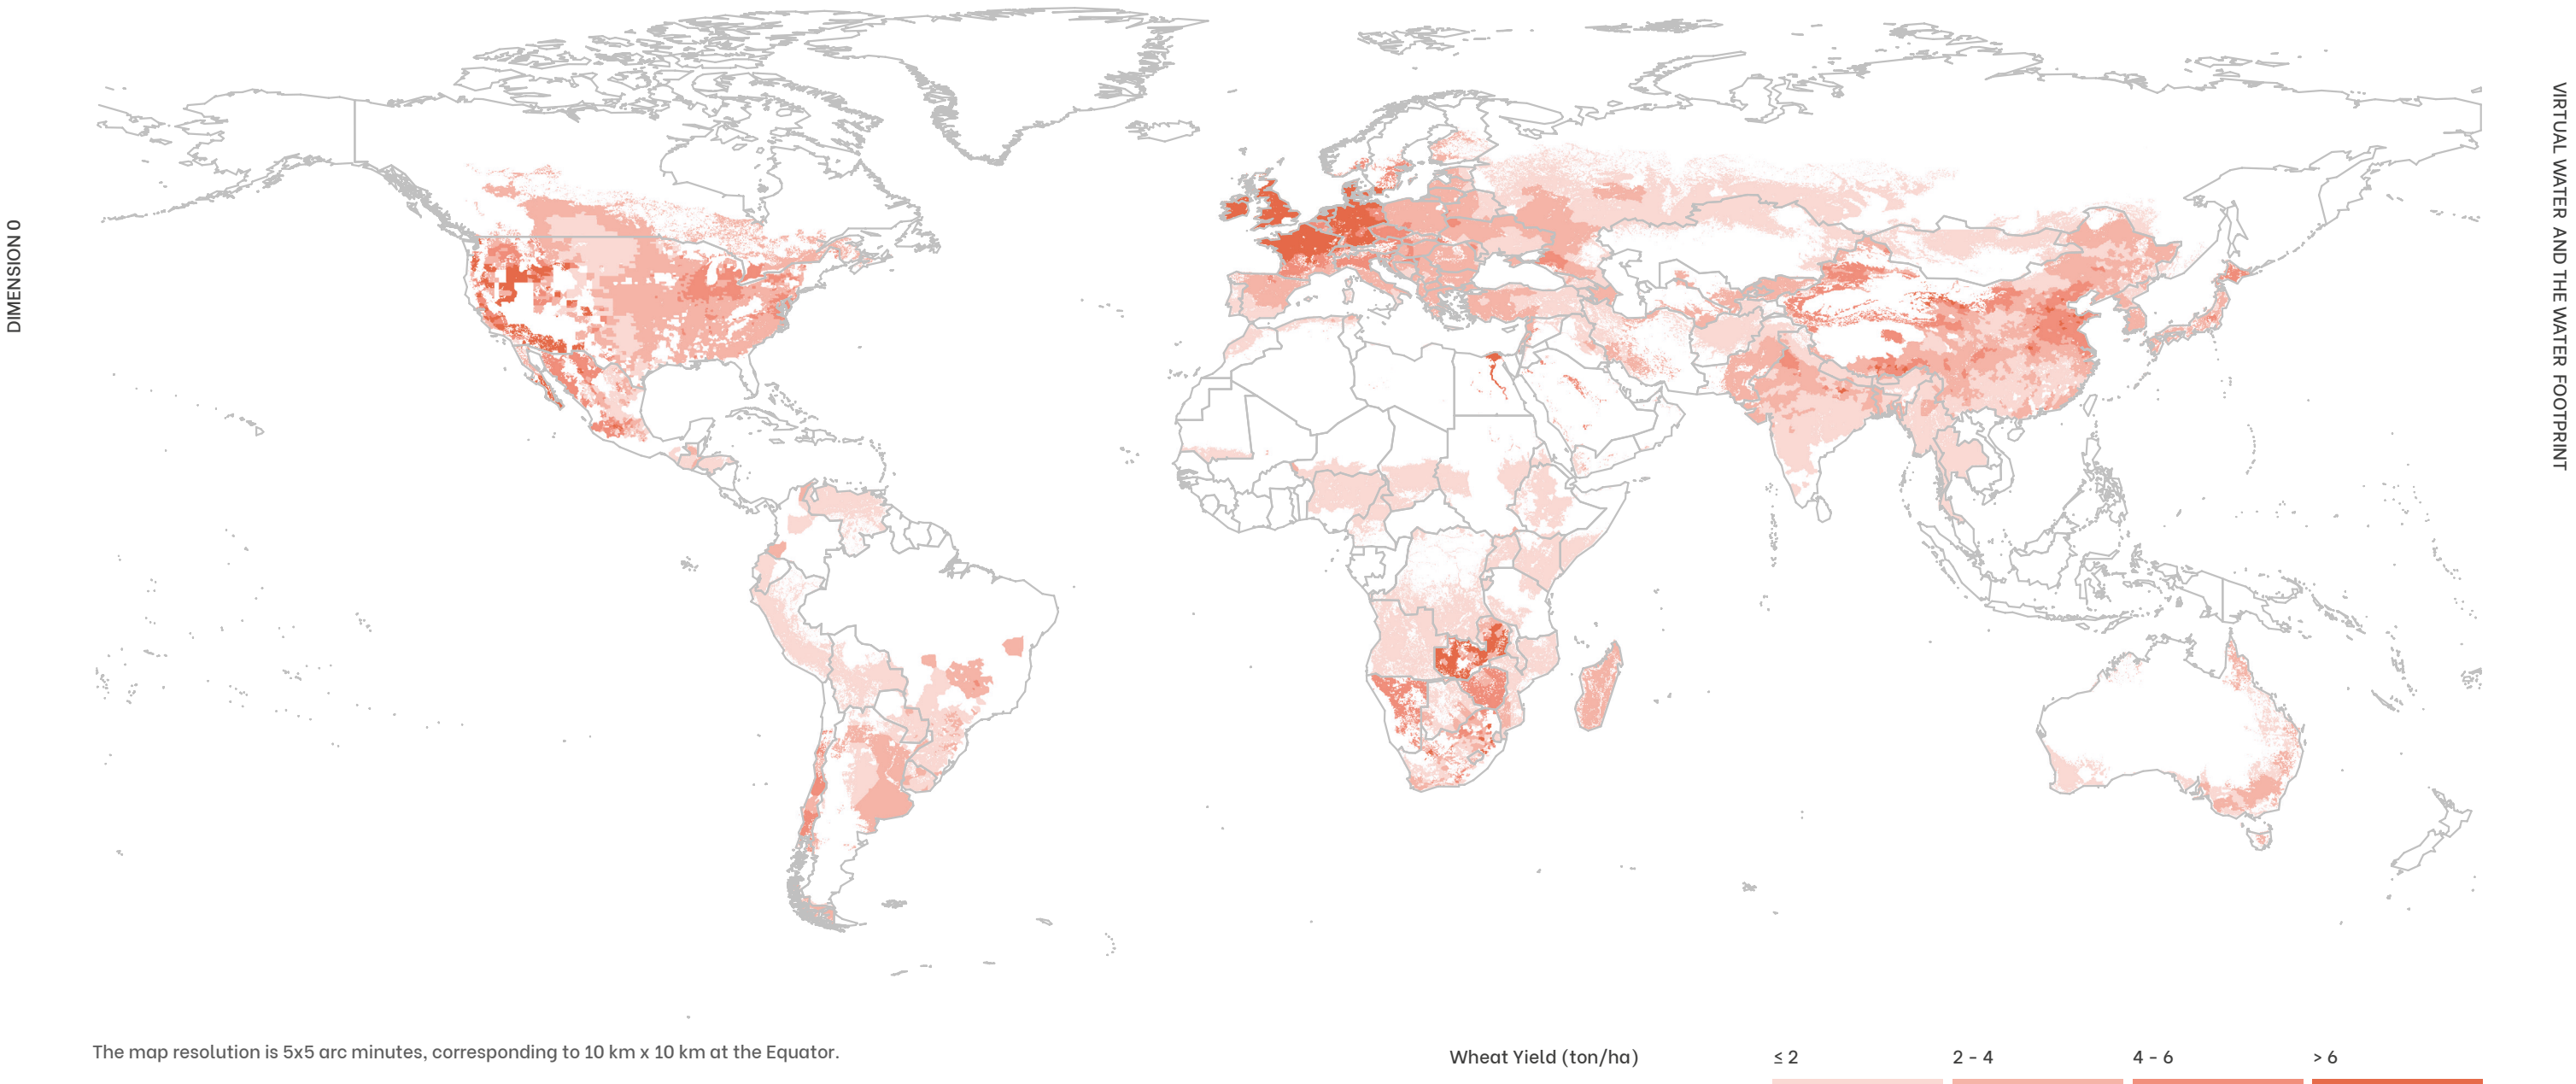 DIMENSION 0
VIRTUAL WATER AND THE WATER FOOTPRINT
The map resolution is 5x5 arc minutes, corresponding to 10 km x 10 km at the Equator.
Wheat Yield (ton/ha) ≤ 2 2 - 4 4 - 6 > 6